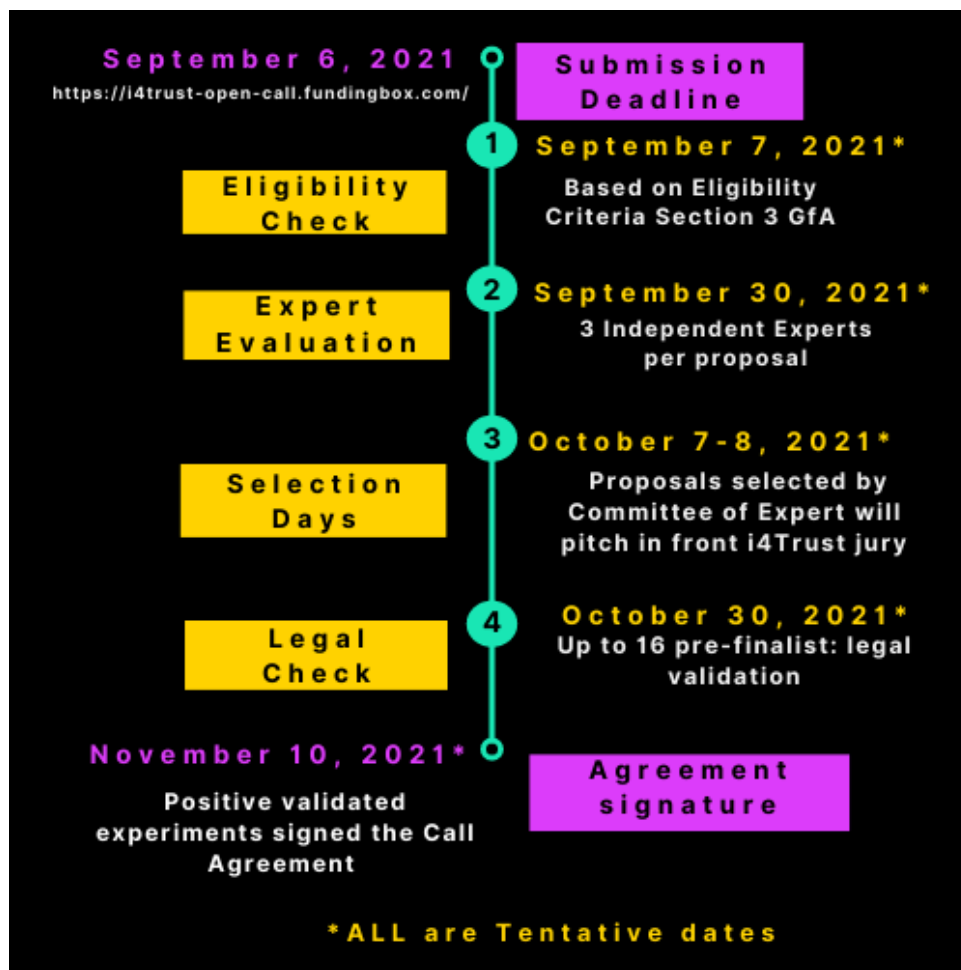 September 6, 2021
https://i4trust-open-call.fundingbox.com/
Submission
Deadline
1
September 7, 2021*
Eligibility
Check
Based on Eligibility
Criteria Section 3 GfA
2
September 30, 2021*
Expert
Evaluation
3 Independent Experts
per proposal
3
October 7-8, 2021*
Selection
Days
Proposals selected by
Committee of Expert will
pitch in front i4Trust jury
4
October 30, 2021*
Legal
Check
Up to 16 pre-finalist: legal
validation
November 10, 2021*
Positive validated
experiments signed the Call
Agreement
Agreement
signature
*ALL are Tentative dates